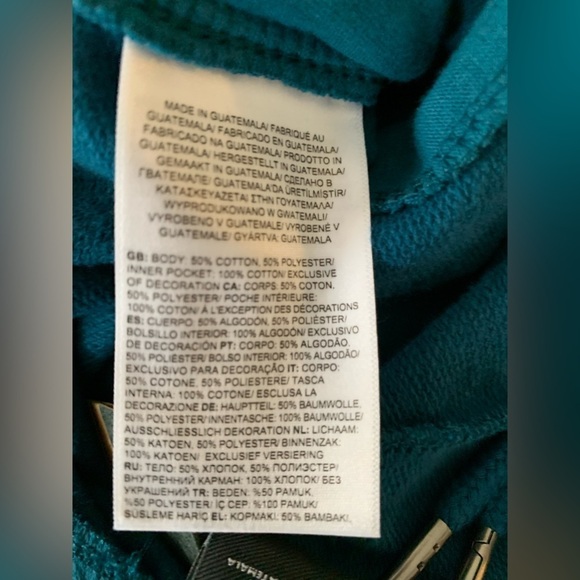 MADE IN GUATEMALA/ FABRIQUÉ AU
GUATEMALA/ FABRICADO EN GUATEMALA/
FABRICADO NA GUATEMALA/ PRODOTTO IN
GUATEMALA/ HERGESTELLT IN GUATEMALA/
GEMAAKT IN GUATEMALA/ СДЕЛАНО В
ГВАТЕМАЛЕ/ GUATEMALA'DA ÜRETİLMİŞTİR/
ΚΑΤΑΣΚΕΥΑΖΕΤΑΙ ΣΤΗΝ ΓΟΥΑΤΕΜΑΛΑ/
WYPRODUKOWANO W GWATEMALI/
VYROBENO V GUATEMALE/ VYROBENÉ V
GUATEMALE/ GYÁRTVA: GUATEMALA
GB: BODY: 50% COTTON, 50% POLYESTER/
INNER POCKET: 100% COTTON/ EXCLUSIVE
OF DECORATION CA: CORPS: 50% COTON,
50% POLYESTER/ POCHE INTÉRIEURE:
100% COTON/ À L'EXCEPTION DES DÉCORATIONS
ES: CUERPO: 50% ALGODÓN, 50% POLIÉSTER/
BOLSILLO INTERIOR: 100% ALGODÓN/ EXCLUSIVO
DE DECORACIÓN PT: CORPO: 50% ALGODÃO,
50% POLIÉSTER/ BOLSO INTERIOR: 100% ALGODÃO/
EXCLUSIVO PARA DECORAÇÃO IT: CORPO:
50% COTONE, 50% POLIESTERE/ TASCA
INTERNA: 100% COTONE/ ESCLUSA LA
DECORAZIONE DE: HAUPTTEIL: 50% BAUMWOLLE,
50% POLYESTER/ INNENTASCHE: 100% BAUMWOLLE/
AUSSCHLIESSLICH DEKORATION NL: LICHAAM:
50% KATOEN, 50% POLYESTER/ BINNENZAK:
100% KATOEN/ EXCLUSIEF VERSIERING
RU: ТЕЛО: 50% ХЛОПОК, 50% ПОЛИЭСТЕР/
ВНУТРЕННИЙ КАРМАН: 100% ХЛОПОК/ БЕЗ
УКРАШЕНИЙ TR: BEDEN: %50 PAMUK,
%50 POLYESTER/ İÇ CEP: %100 PAMUK/
SÜSLEME HARİÇ EL: ΚΟΡΜΑΚΙ: 50% ΒΑΜΒΑΚΙ,
GUATEMALA